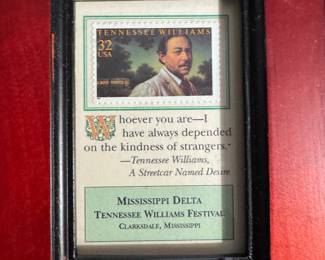 TENNESSEE WILLIAMS
32
USA
Whoever you are—I
have always depended
on the kindness of strangers."
—Tennessee Williams,
A Streetcar Named Desire
MISSISSIPPI DELTA
TENNESSEE WILLIAMS FESTIVAL
CLARKSDALE, MISSISSIPPI